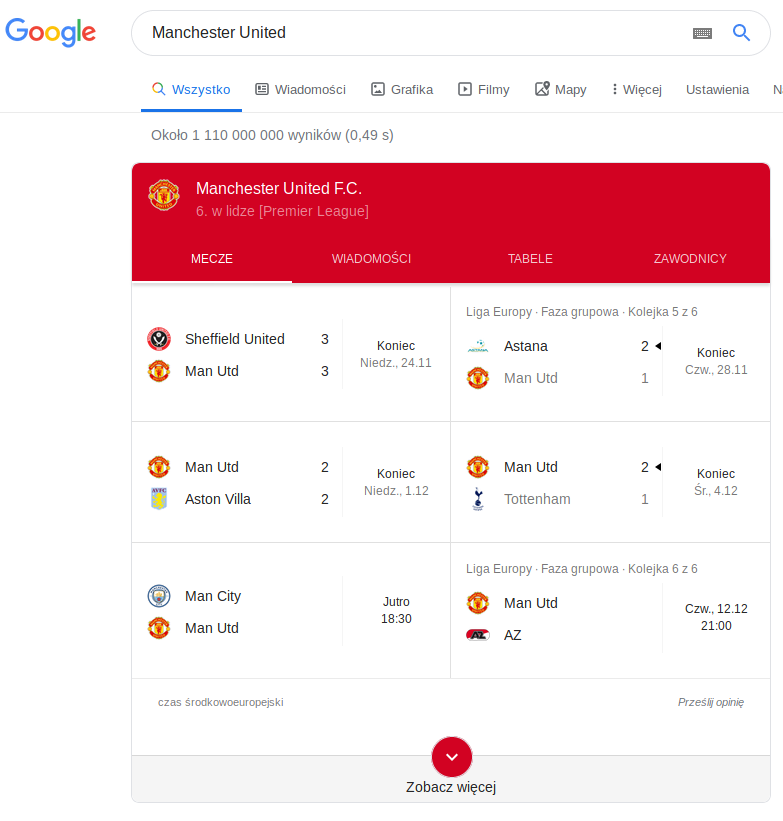 Google
Manchester United
Wszystko Wiadomości Grafika Filmy Mapy Więcej Ustawienia
Około 1 110 000 000 wyników (0,49 s)
Manchester United F.C.
6. w lidze [Premier League]
MECZE WIADOMOŚCI TABELE ZAWODNICY
Sheffield United 3
Man Utd 3
Koniec
Niedz., 24.11
Liga Europy · Faza grupowa · Kolejka 5 z 6
Astana 2
Man Utd 1
Koniec
Czw., 28.11
Man Utd 2
Aston Villa 2
Koniec
Niedz., 1.12
Man Utd 2
Tottenham 1
Koniec
Śr., 4.12
Man City
Man Utd
Jutro
18:30
Liga Europy · Faza grupowa · Kolejka 6 z 6
Man Utd
AZ
Czw., 12.12
21:00
czas środkowoeuropejski
Prześlij opinię
Zobacz więcej